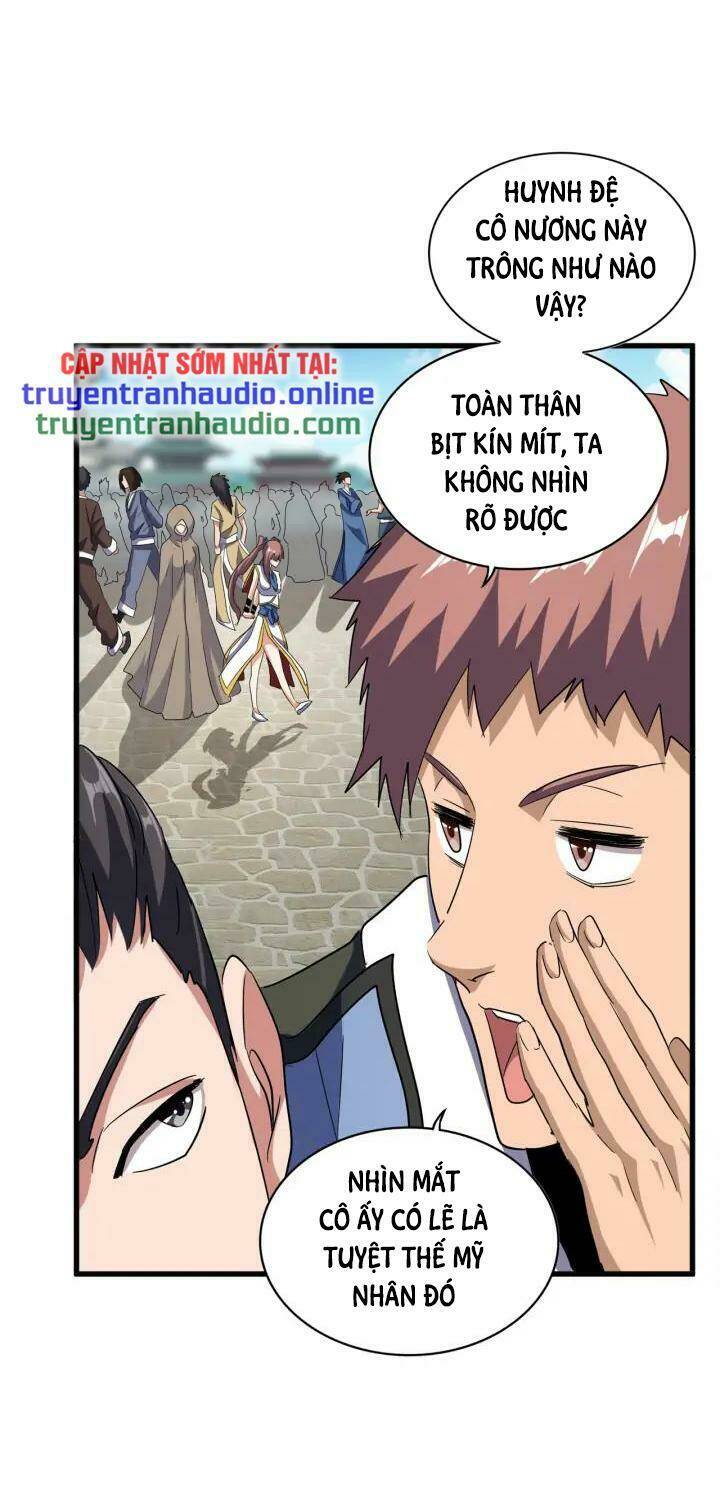 HUYNH ĐỆ
CÔ NƯƠNG NÀY
TRÔNG NHƯ NÀO
VẬY?
CẬP NHẬT SỚM NHẤT TẠI:
truyentranhaudio.online
truyentranhaudio.com
TOÀN THÂN
BỊT KÍN MÍT, TA
KHÔNG NHÌN
RÕ ĐƯỢC
NHÌN MẮT
CÔ ẤY CÓ LẼ LÀ
TUYỆT THẾ MỸ
NHÂN ĐÓ